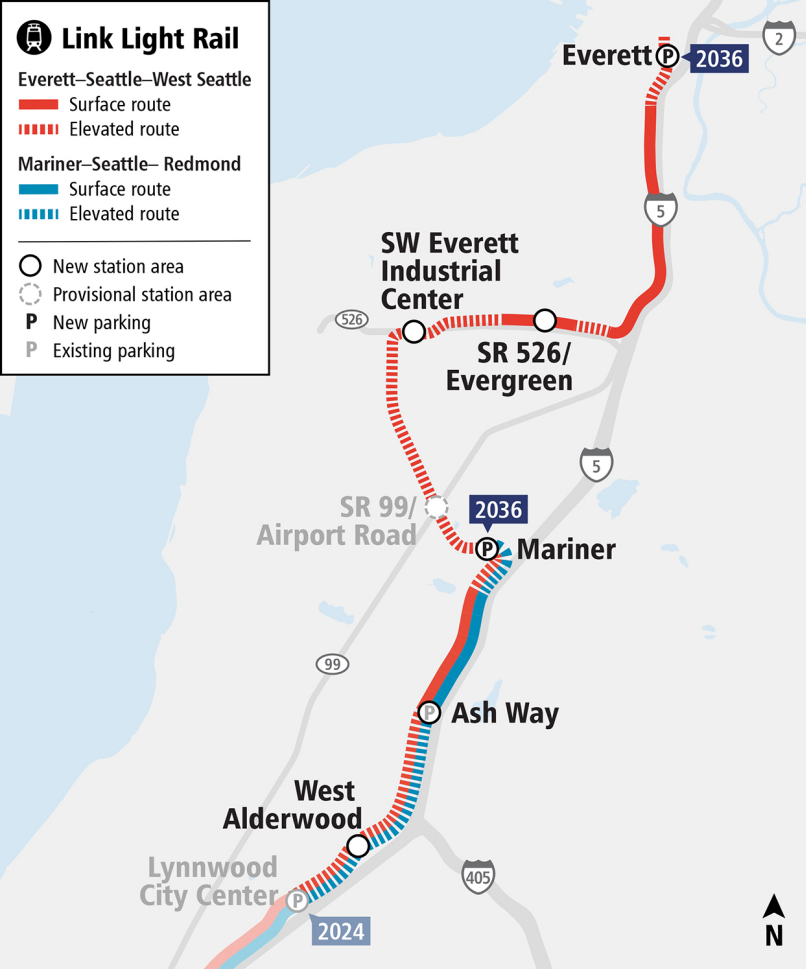 Link Light Rail
Everett–Seattle–West Seattle
Surface route
Elevated route
Mariner–Seattle– Redmond
Surface route
Elevated route
New station area
Provisional station area
P New parking
P Existing parking
2
Everett P 2036
5
SW Everett
Industrial
Center
526
SR 526/
Evergreen
5
SR 99/
Airport Road
2036
P Mariner
99
P Ash Way
West
Alderwood
Lynnwood
City Center P
405
2024
N